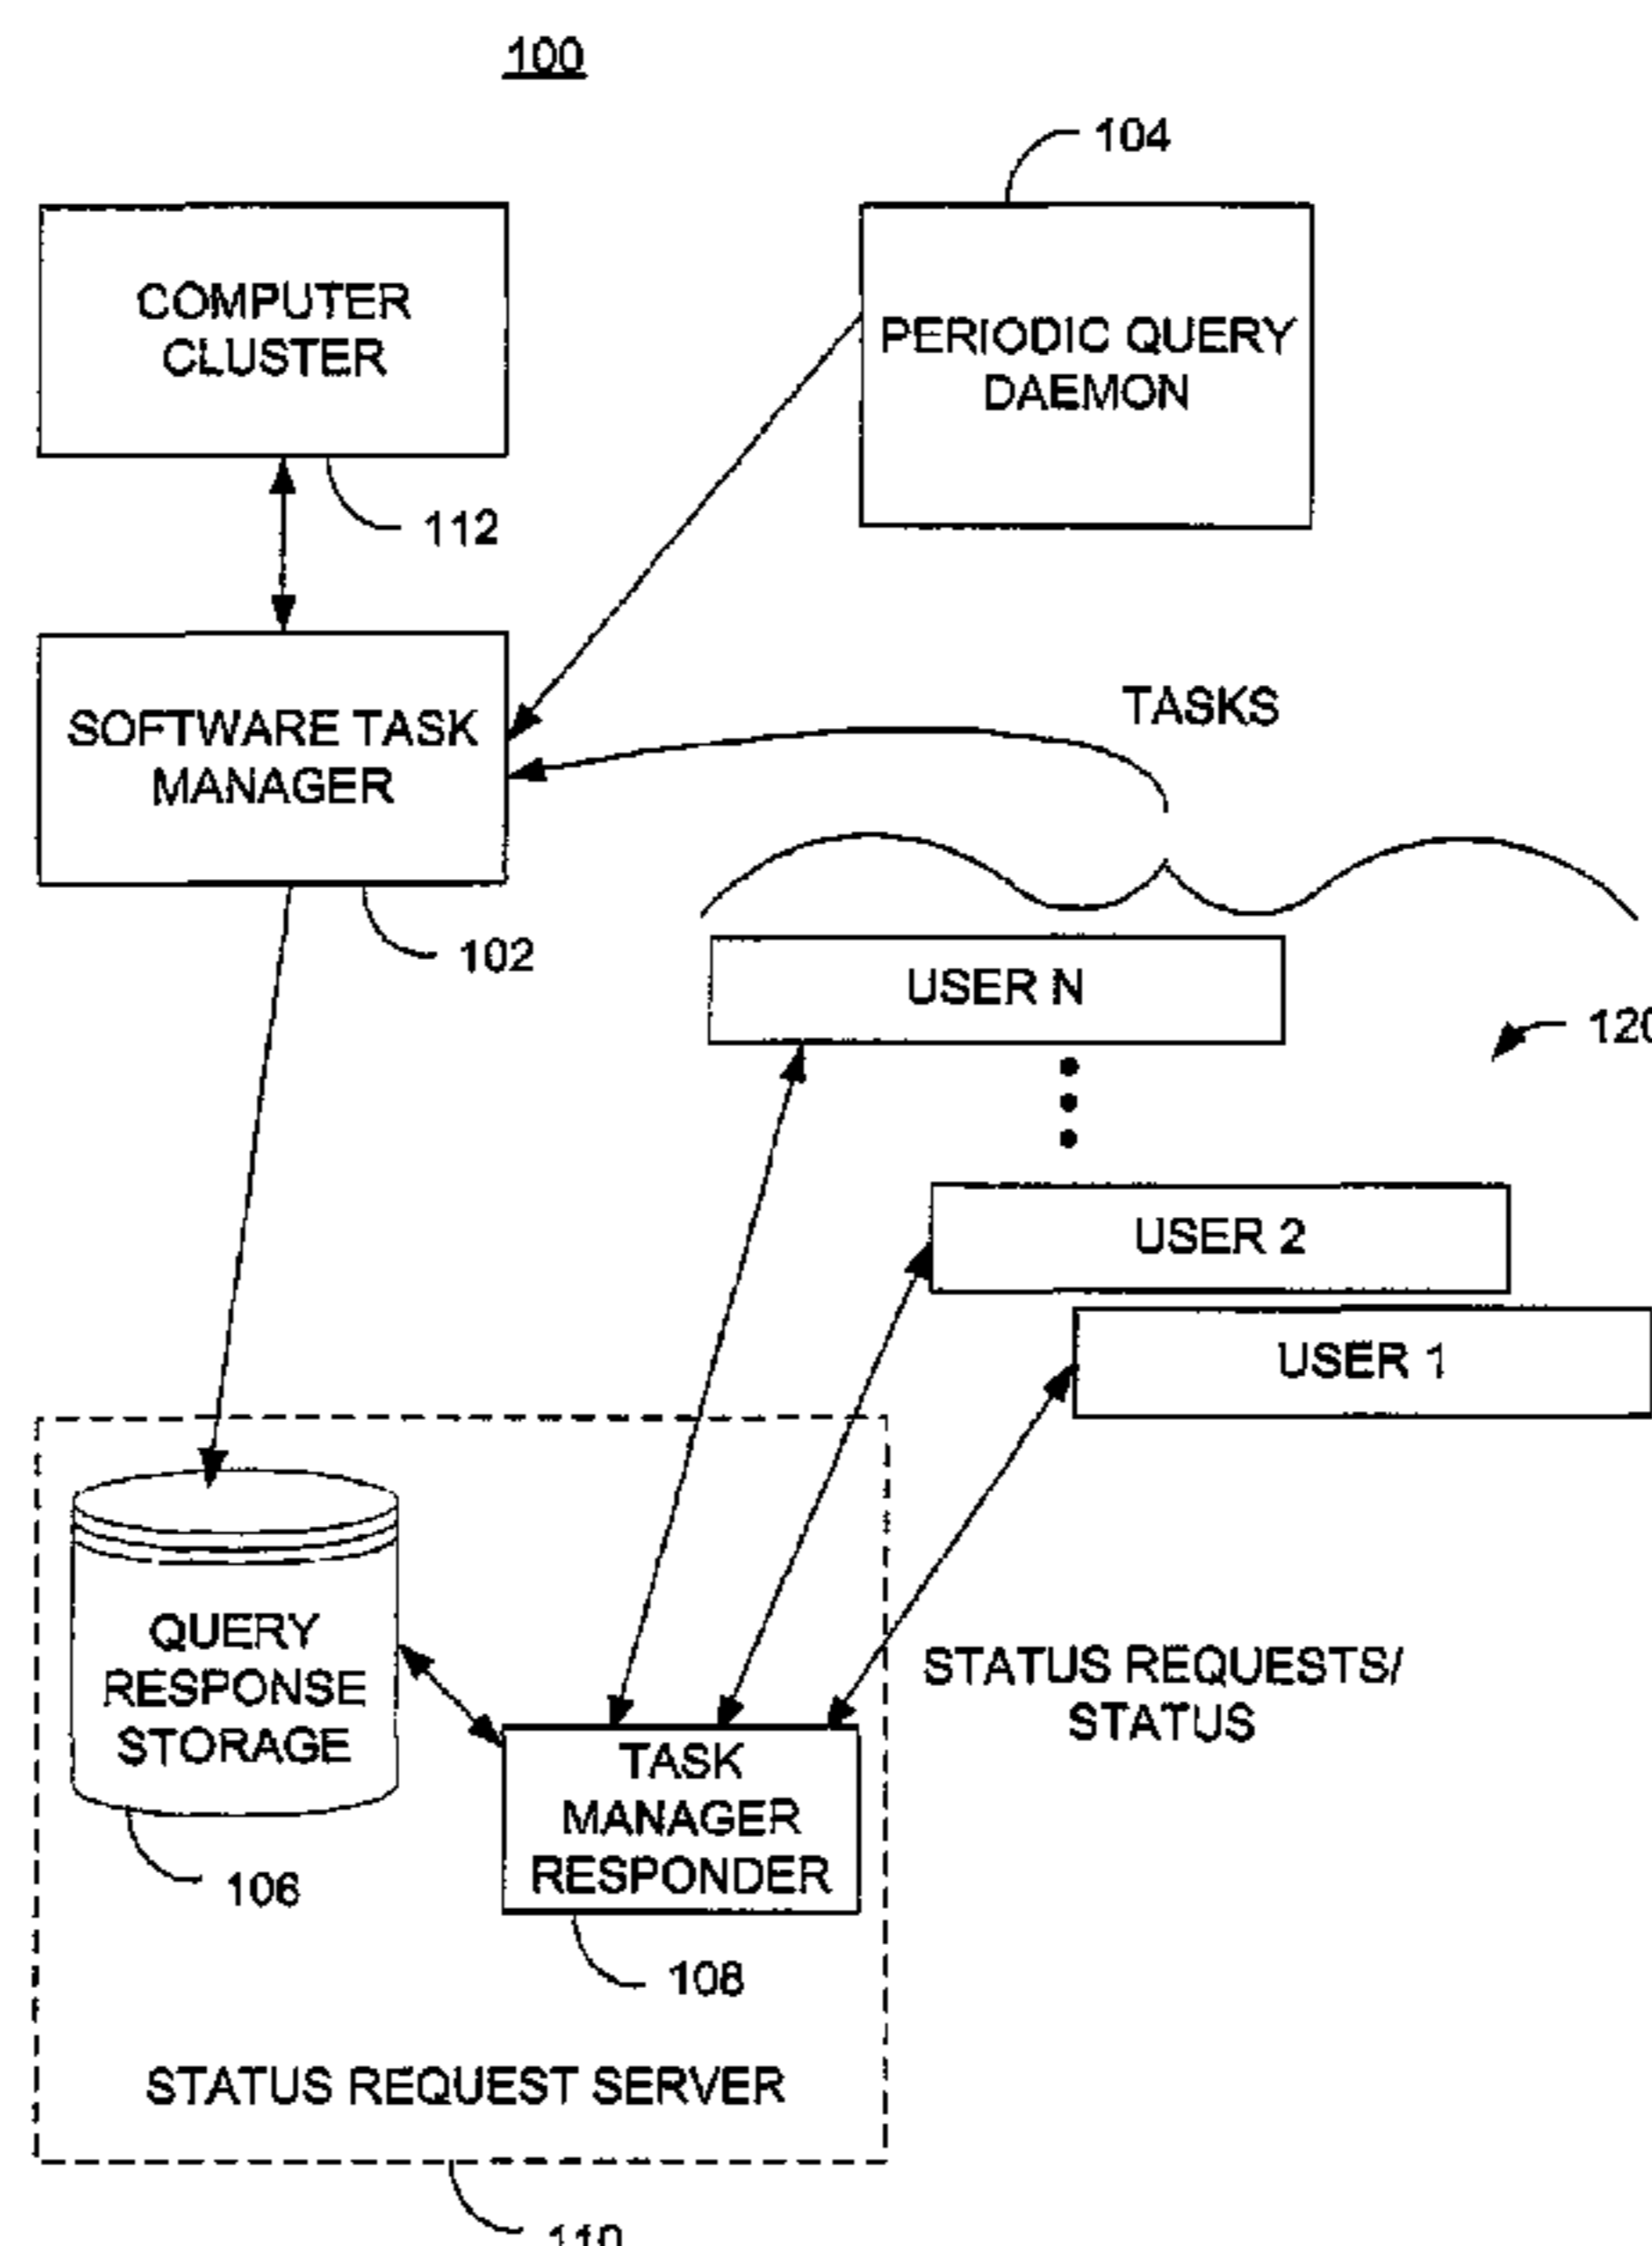 100
104
COMPUTER
CLUSTER
PERIODIC QUERY
DAEMON
112
TASKS
SOFTWARE TASK
MANAGER
102
USER N
120
USER 2
USER 1
QUERY
RESPONSE
STORAGE
STATUS REQUESTS/
STATUS
TASK
MANAGER
RESPONDER
106
108
STATUS REQUEST SERVER
110